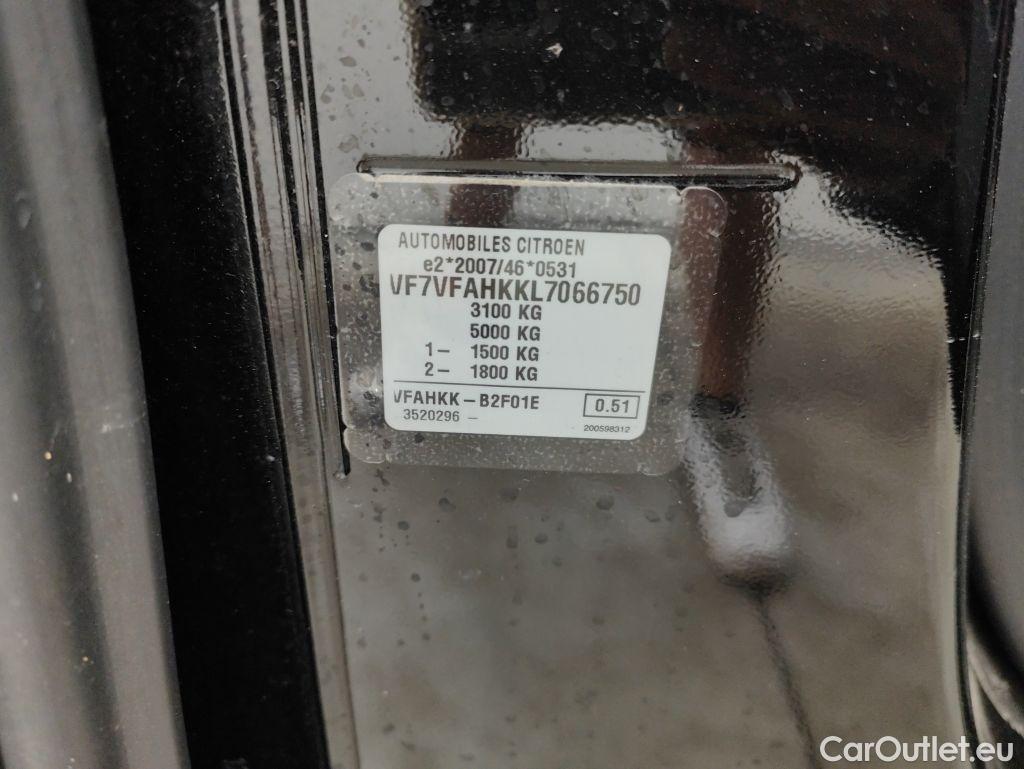 AUTOMOBILES CITROEN
e2*2007/46*0531
VF7VFAHKKL7066750
3100 KG
5000 KG
1- 1500 KG
2- 1800 KG
VFAHKK-B2F01E 0.51
3520296 -
200598312
CarOutlet.eu